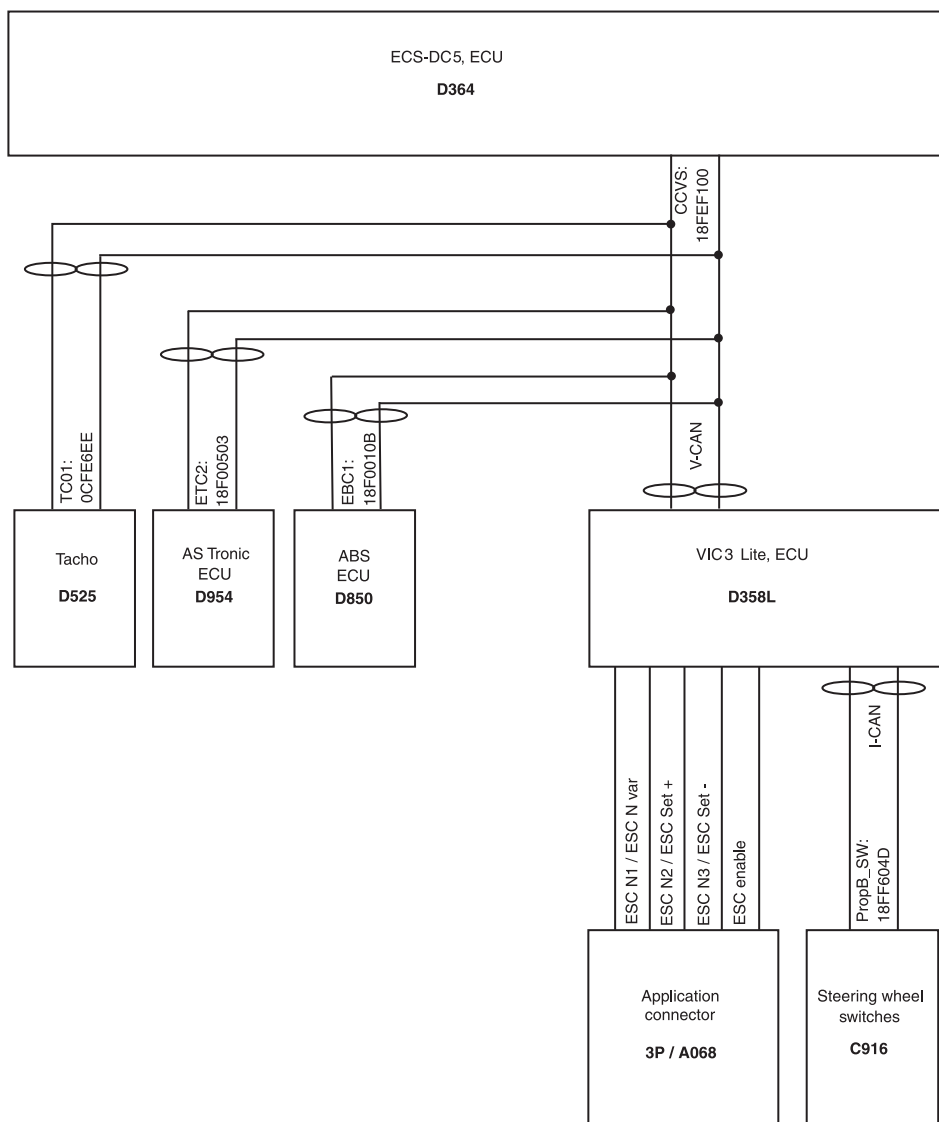 ECS-DC5, ECU
D364
CCVS:
18FEF100
TC01:
0CFE6EE
ETC2:
18F00503
EBC1:
18F0010B
V-CAN
Tacho
D525
AS Tronic
ECU
D954
ABS
ECU
D850
VIC3 Lite, ECU
D358L
ESC N1 / ESC N var
ESC N2 / ESC Set +
ESC N3 / ESC Set -
ESC enable
PropB_SW:
18FF604D
I-CAN
Application
connector
3P / A068
Steering wheel
switches
C916